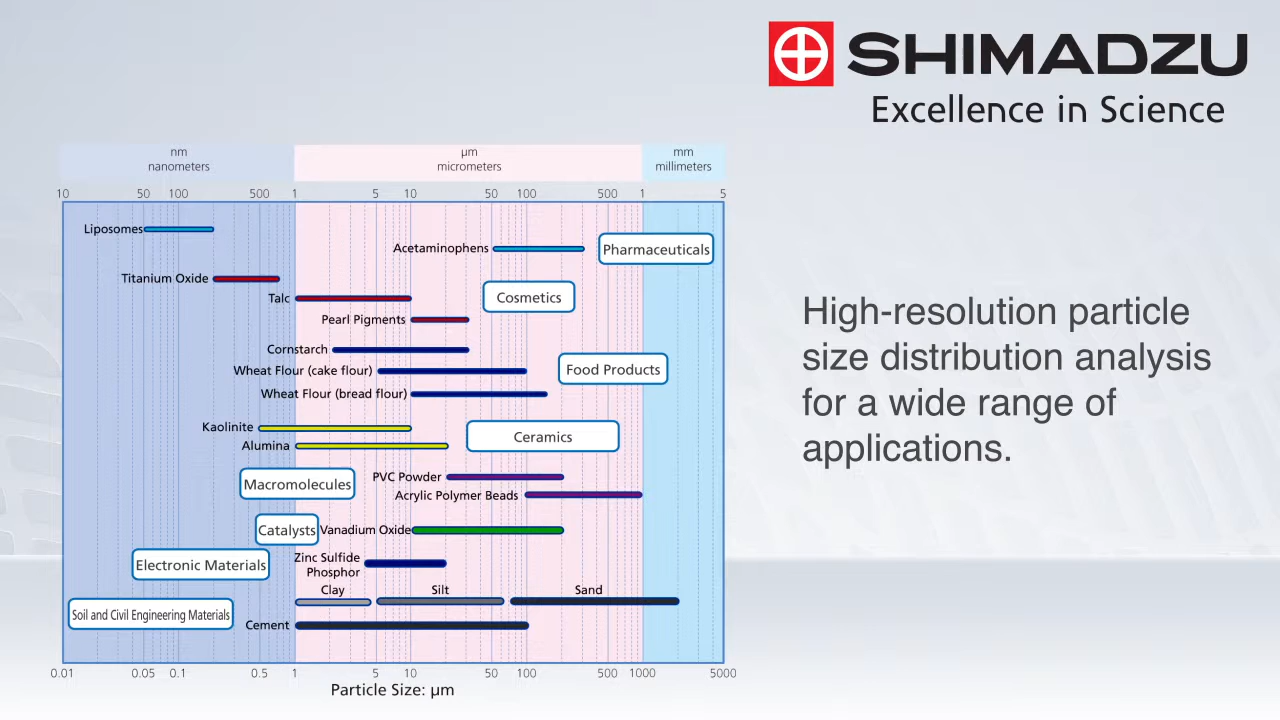 SHIMADZU
Excellence in Science
nm
nanometers
µm
micrometers
mm
millimeters
10 50 100 500 1 5 10 50 100 500 1 5
Liposomes
Acetaminophens
Pharmaceuticals
Titanium Oxide
Talc
Cosmetics
Pearl Pigments
Cornstarch
Wheat Flour (cake flour)
Food Products
Wheat Flour (bread flour)
Kaolinite
Ceramics
Alumina
Macromolecules
PVC Powder
Acrylic Polymer Beads
Catalysts
Vanadium Oxide
Electronic Materials
Zinc Sulfide
Phosphor
Clay Silt Sand
Soil and Civil Engineering Materials
Cement
0.01 0.05 0.1 0.5 1 5 10 50 100 500 1000 5000
Particle Size: µm
High-resolution particle
size distribution analysis
for a wide range of
applications.